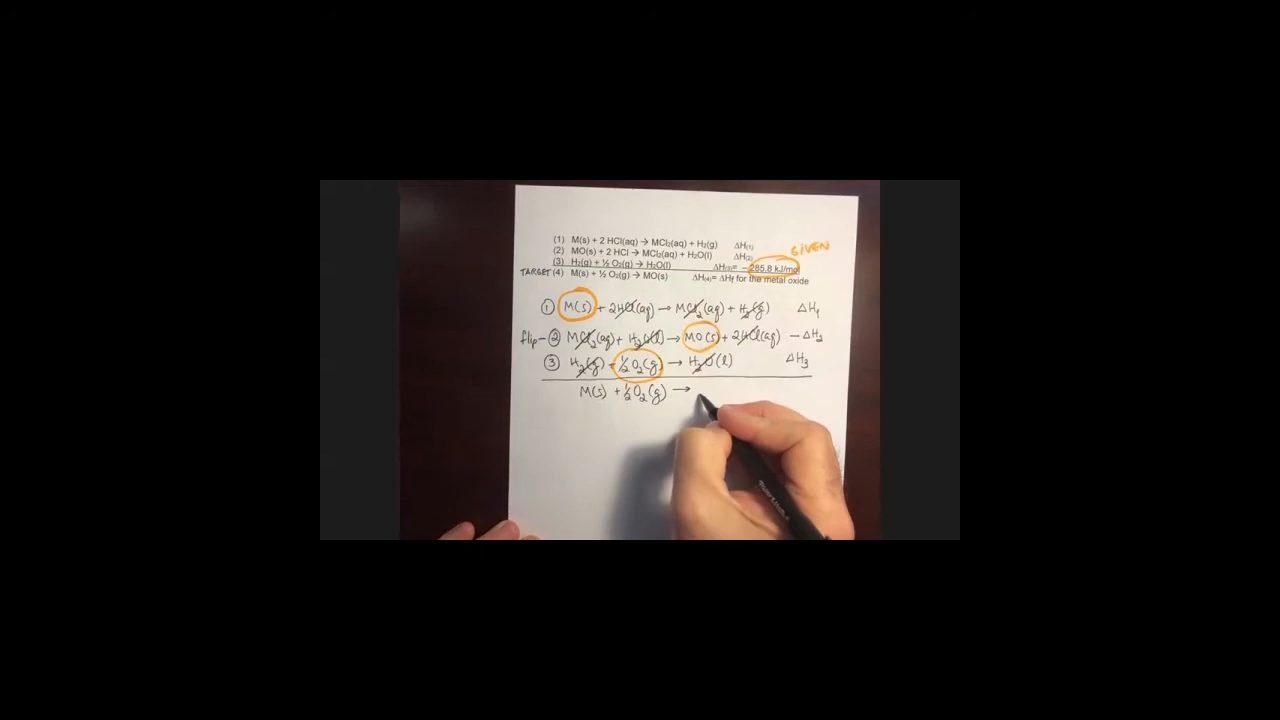 (1) M(s) + 2 HCl(aq) → MCl₂(aq) + H₂(g) ΔH(1)
GIVEN
(2) MO(s) + 2 HCl → MCl₂(aq) + H₂O(l) ΔH(2)
(3) H₂(g) + ½ O₂(g) → H₂O(l) ΔH(3)= − 285.8 kJ/mol
TARGET (4) M(s) + ½ O₂(g) → MO(s) ΔH(4)= ΔHf for the metal oxide
① M(s) + 2HCl(aq) → MCl₂(aq) + H₂(g) ΔH₁
flip - ② MCl₂(aq) + H₂O(l) → MO(s) + 2HCl(aq) − ΔH₂
③ H₂(g) + ½O₂(g) → H₂O(l) ΔH₃
M(s) + ½O₂(g) →